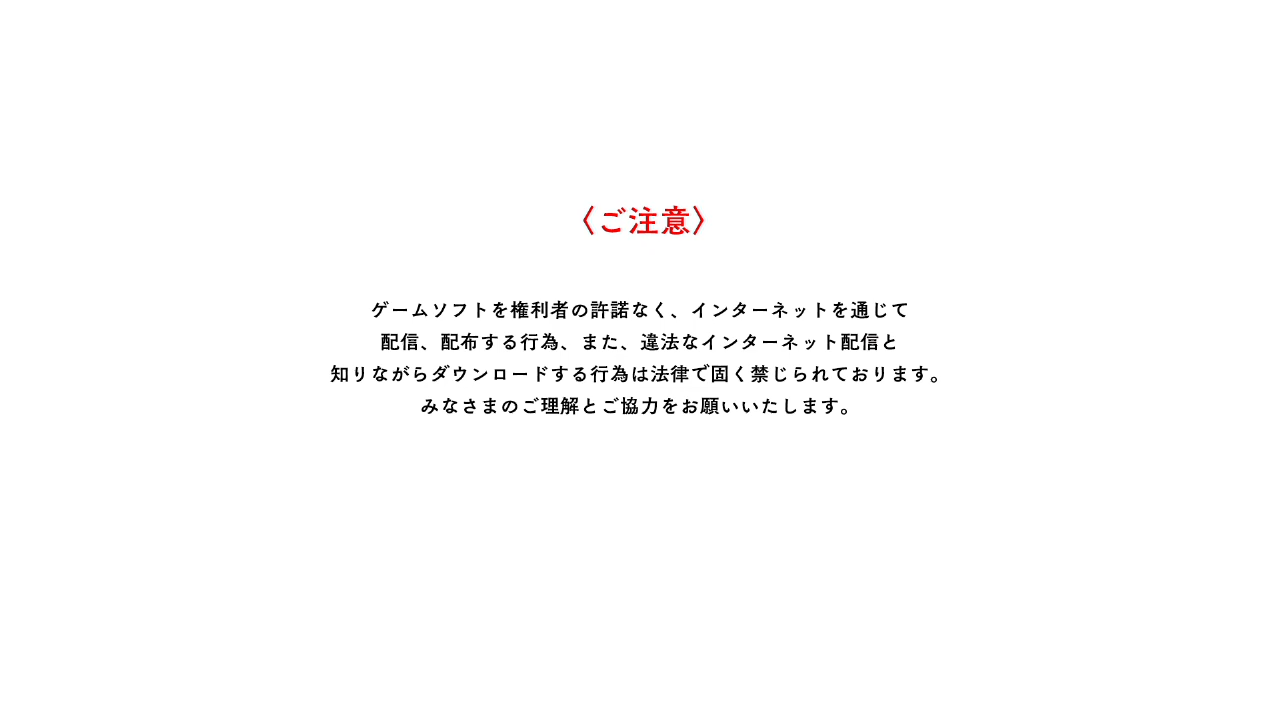 〈ご注意〉
ゲームソフトを権利者の許諾なく、インターネットを通じて
配信、配布する行為、また、違法なインターネット配信と
知りながらダウンロードする行為は法律で固く禁じられております。
みなさまのご理解とご協力をお願いいたします。